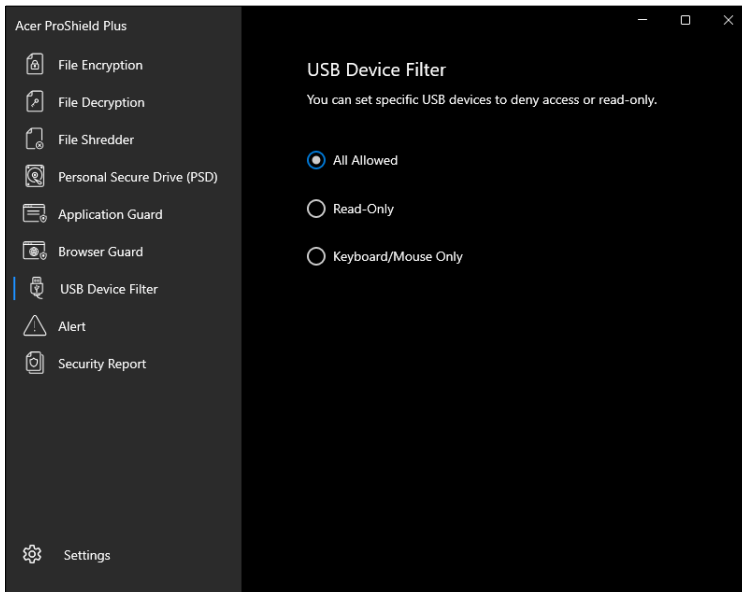 Acer ProShield Plus
File Encryption
File Decryption
File Shredder
Personal Secure Drive (PSD)
Application Guard
Browser Guard
USB Device Filter
Alert
Security Report
Settings
USB Device Filter
You can set specific USB devices to deny access or read-only.
All Allowed
Read-Only
Keyboard/Mouse Only